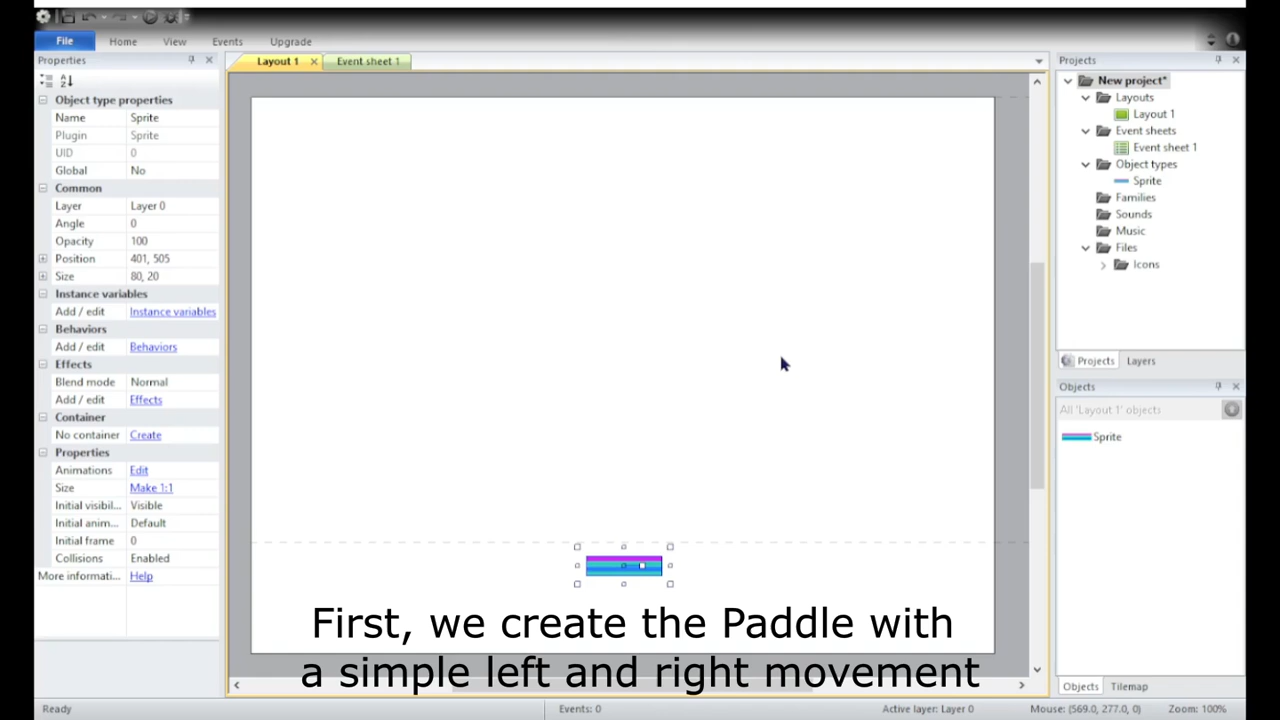 File
Home
View
Events
Upgrade
Properties
Layout 1
Event sheet 1
Projects
Object type properties
Name Sprite
Plugin Sprite
UID 0
Global No
Common
Layer Layer 0
Angle 0
Opacity 100
Position 401, 505
Size 80, 20
Instance variables
Add / edit Instance variables
Behaviors
Add / edit Behaviors
Effects
Blend mode Normal
Add / edit Effects
Container
No container Create
Properties
Animations Edit
Size Make 1:1
Initial visibil... Visible
Initial anim... Default
Initial frame 0
Collisions Enabled
More informati... Help
New project*
Layouts
Layout 1
Event sheets
Event sheet 1
Object types
Sprite
Families
Sounds
Music
Files
Icons
Projects
Layers
Objects
All 'Layout 1' objects
Sprite
Objects
Tilemap
First, we create the Paddle with
a simple left and right movement
Ready
Events: 0
Active layer: Layer 0
Mouse: (569.0, 277.0, 0)
Zoom: 100%